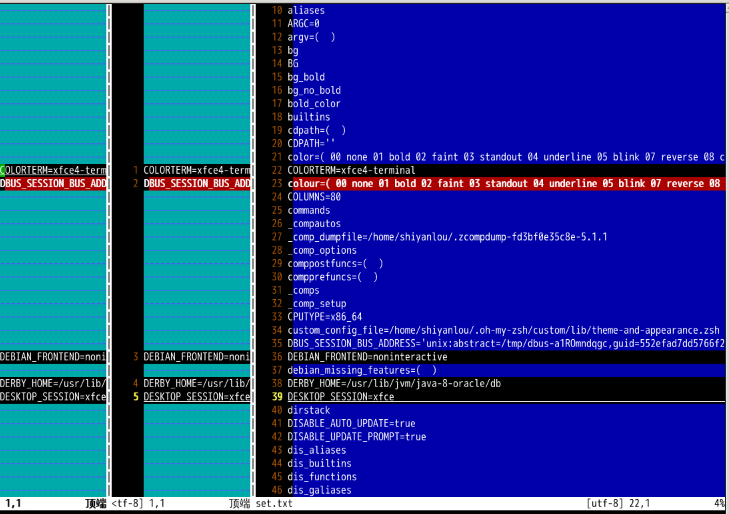 COLORTERM=xfce4-term
DBUS_SESSION_BUS_ADD
DEBIAN_FRONTEND=noni
DERBY_HOME=/usr/lib/
DESKTOP_SESSION=xfce
1,1 顶端
1 COLORTERM=xfce4-term
2 DBUS_SESSION_BUS_ADD
3 DEBIAN_FRONTEND=noni
4 DERBY_HOME=/usr/lib/
5 DESKTOP_SESSION=xfce
<tf-8] 1,1 顶端
10 aliases
11 ARGC=0
12 argv=(  )
13 bg
14 BG
15 bg_bold
16 bg_no_bold
17 bold_color
18 builtins
19 cdpath=(  )
20 CDPATH=''
21 color=( 00 none 01 bold 02 faint 03 standout 04 underline 05 blink 07 reverse 08 c
22 COLORTERM=xfce4-terminal
23 colour=( 00 none 01 bold 02 faint 03 standout 04 underline 05 blink 07 reverse 08
24 COLUMNS=80
25 commands
26 _compautos
27 _comp_dumpfile=/home/shiyanlou/.zcompdump-fd3bf0e35c8e-5.1.1
28 _comp_options
29 comppostfuncs=(  )
30 compprefuncs=(  )
31 _comps
32 _comp_setup
33 CPUTYPE=x86_64
34 custom_config_file=/home/shiyanlou/.oh-my-zsh/custom/lib/theme-and-appearance.zsh
35 DBUS_SESSION_BUS_ADDRESS='unix:abstract=/tmp/dbus-a1ROmndqgc,guid=552efad7dd5766f2
36 DEBIAN_FRONTEND=noninteractive
37 debian_missing_features=(  )
38 DERBY_HOME=/usr/lib/jvm/java-8-oracle/db
39 DESKTOP_SESSION=xfce
40 dirstack
41 DISABLE_AUTO_UPDATE=true
42 DISABLE_UPDATE_PROMPT=true
43 dis_aliases
44 dis_builtins
45 dis_functions
46 dis_galiases
set.txt [utf-8] 22,1 4%